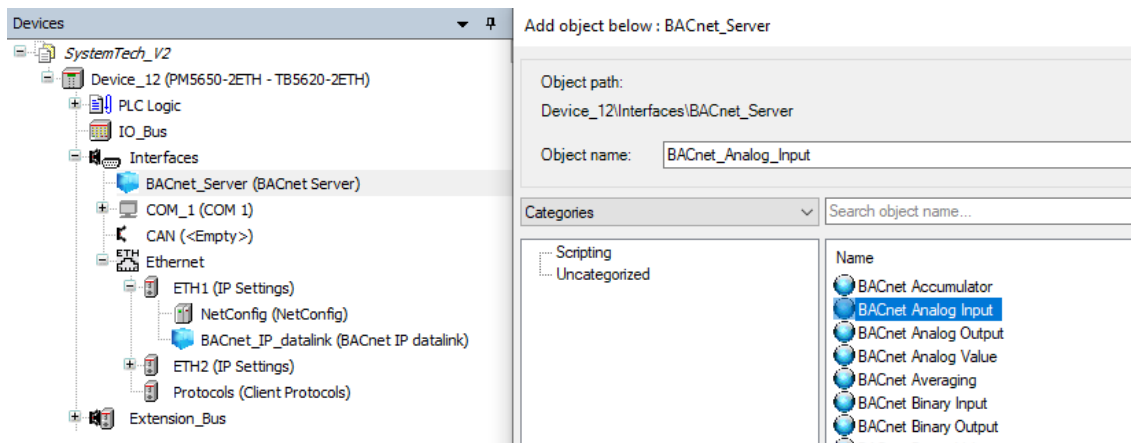 Devices
SystemTech_V2
Device_12 (PM5650-2ETH - TB5620-2ETH)
PLC Logic
IO_Bus
Interfaces
BACnet_Server (BACnet Server)
COM_1 (COM 1)
CAN (<Empty>)
ETH
Ethernet
ETH1 (IP Settings)
NetConfig (NetConfig)
BACnet_IP_datalink (BACnet IP datalink)
ETH2 (IP Settings)
Protocols (Client Protocols)
Extension_Bus
Add object below : BACnet_Server
Object path:
Device_12\Interfaces\BACnet_Server
Object name: BACnet_Analog_Input
Categories
Search object name...
Scripting
Uncategorized
Name
BACnet Accumulator
BACnet Analog Input
BACnet Analog Output
BACnet Analog Value
BACnet Averaging
BACnet Binary Input
BACnet Binary Output